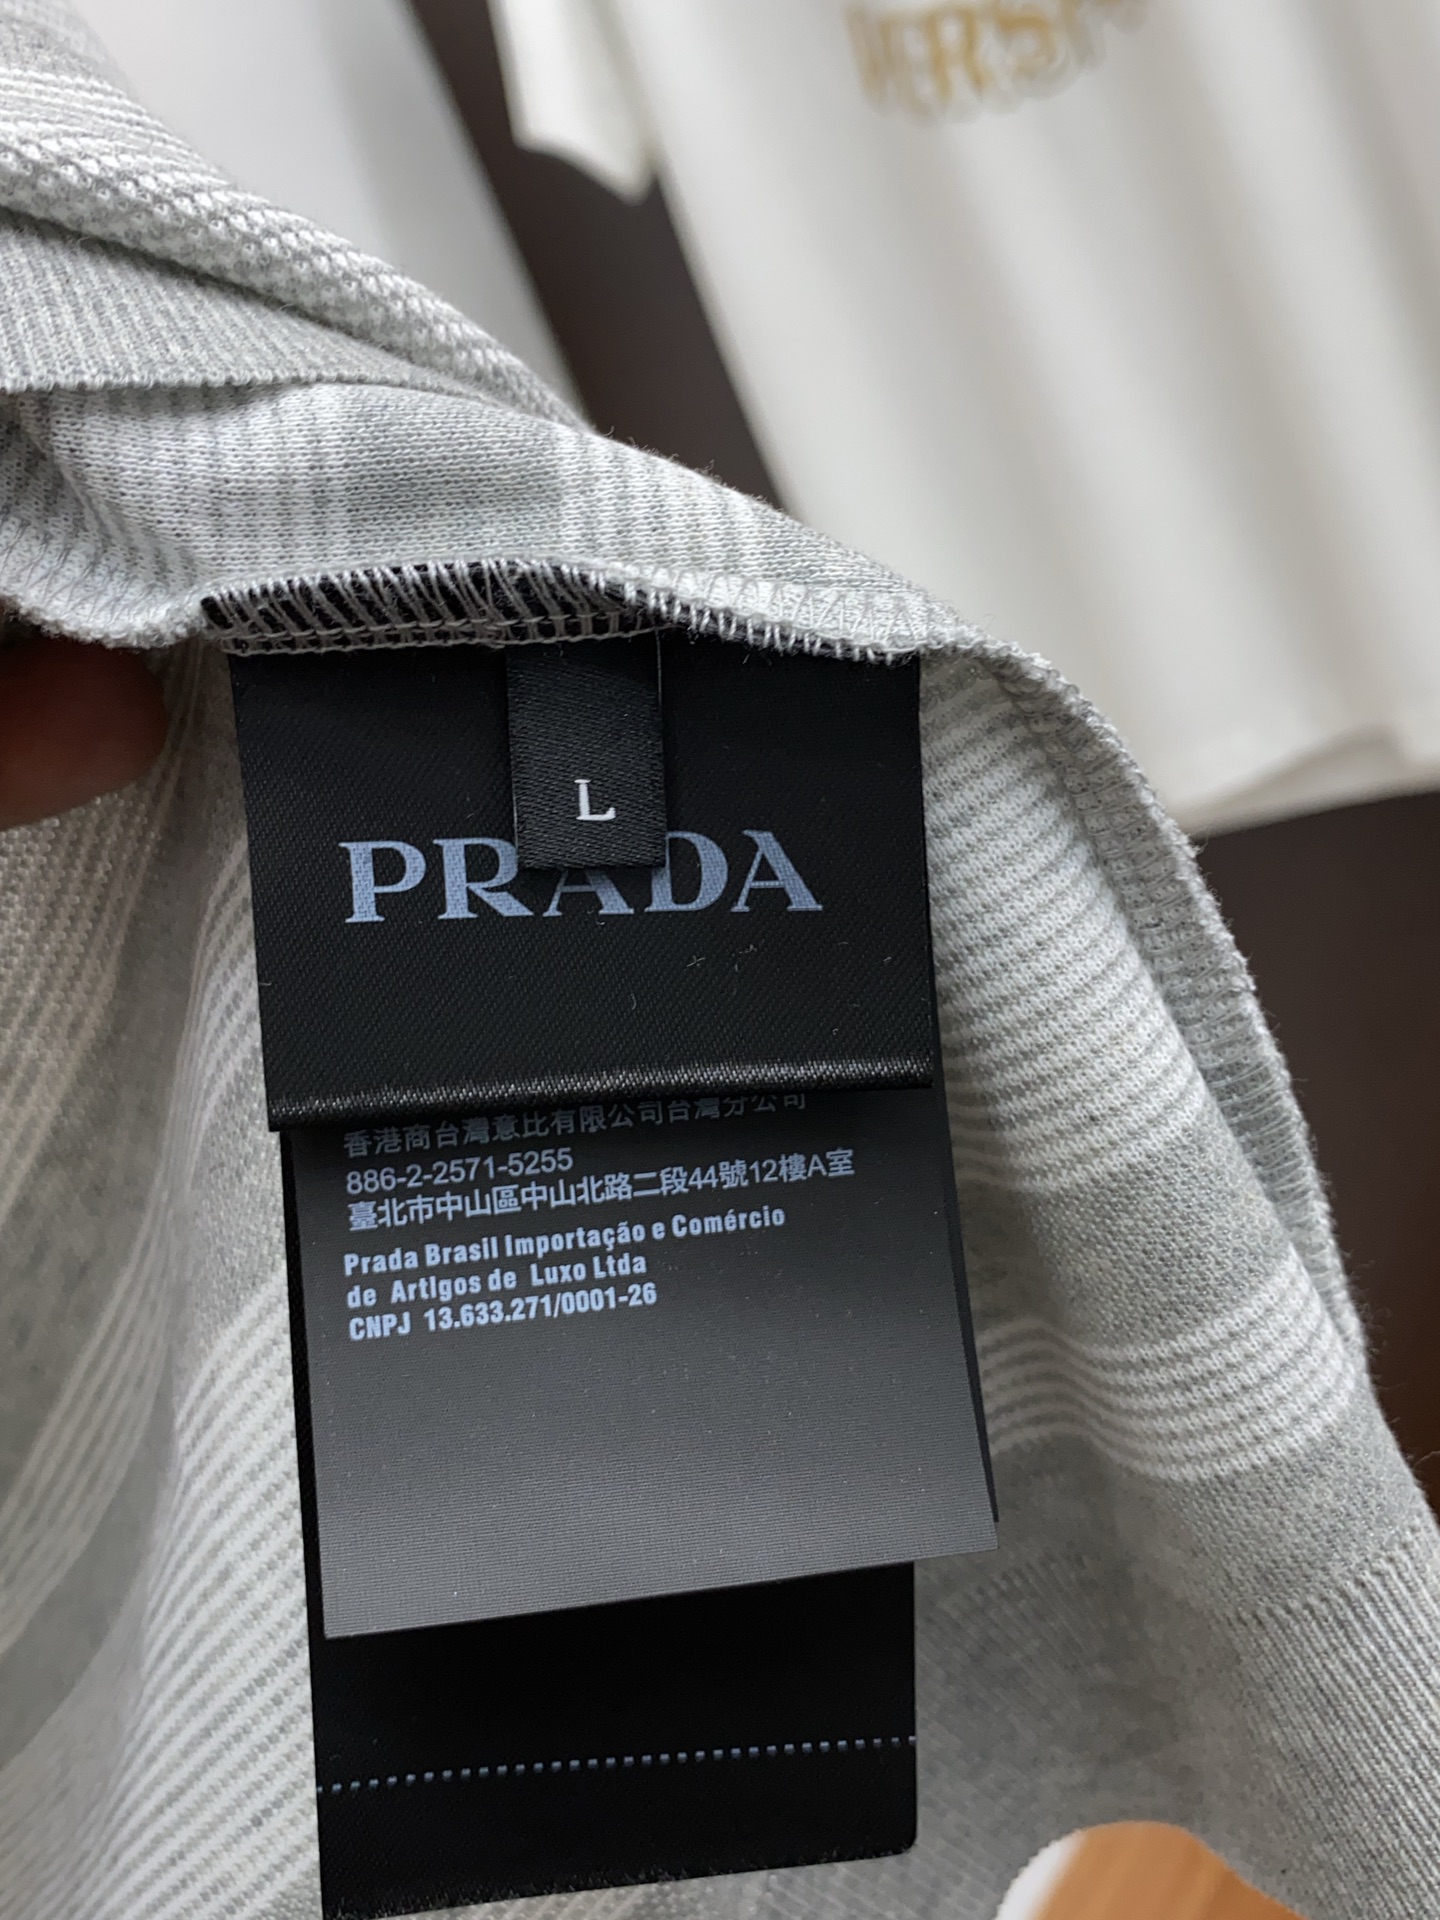 VERS
L
PRADA
香港商台灣意比有限公司台灣分公司
886-2-2571-5255
臺北市中山區中山北路二段44號12樓A室
Prada Brasil Importação e Comércio
de Artigos de Luxo Ltda
CNPJ 13.633.271/0001-26